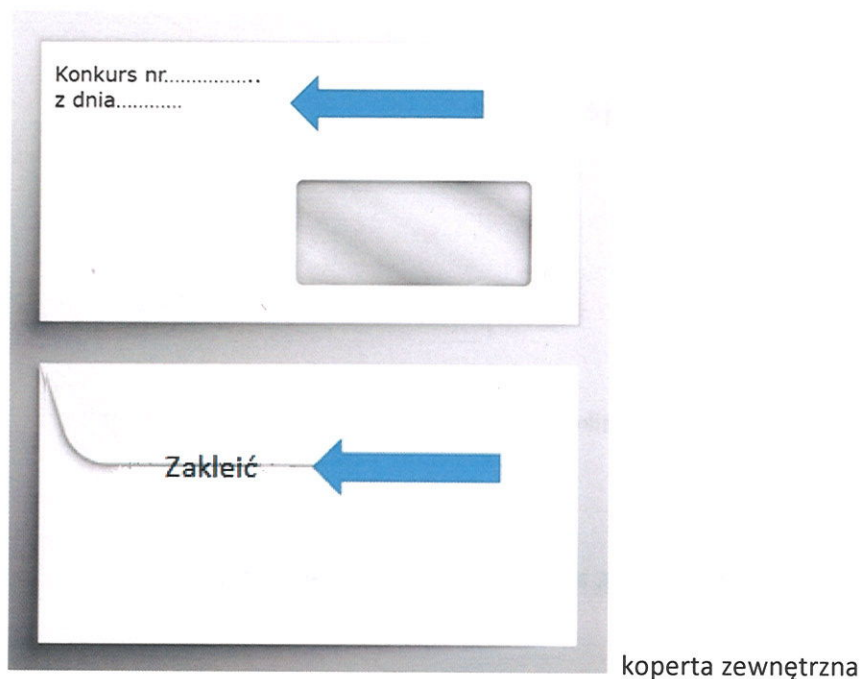 Konkurs nr...............
z dnia............
Zakleić
koperta zewnętrzna